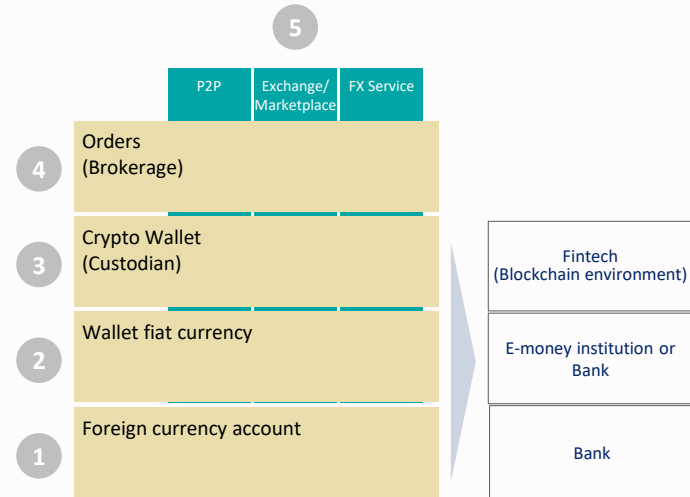 5
P2P
Exchange/
Marketplace
FX Service
4
Orders
(Brokerage)
3
Crypto Wallet
(Custodian)
Fintech
(Blockchain environment)
2
Wallet fiat currency
E-money institution or
Bank
1
Foreign currency account
Bank